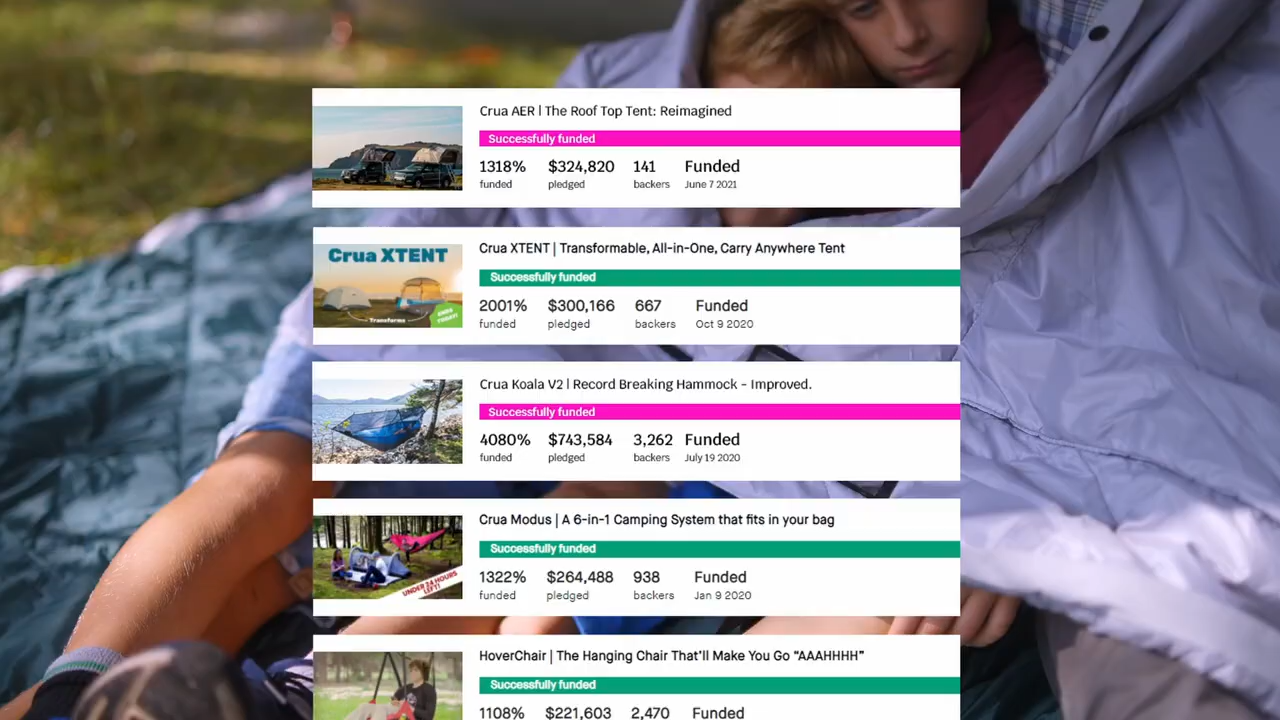 Crua AER | The Roof Top Tent: Reimagined
Successfully funded
1318% $324,820 141 Funded
funded pledged backers June 7 2021
Crua XTENT
Transforms
ENDS TODAY!
Crua XTENT | Transformable, All-in-One, Carry Anywhere Tent
Successfully funded
2001% $300,166 667 Funded
funded pledged backers Oct 9 2020
Crua Koala V2 | Record Breaking Hammock - Improved.
Successfully funded
4080% $743,584 3,262 Funded
funded pledged backers July 19 2020
UNDER 24 HOURS
LEFT!
Crua Modus | A 6-in-1 Camping System that fits in your bag
Successfully funded
1322% $264,488 938 Funded
funded pledged backers Jan 9 2020
HoverChair | The Hanging Chair That'll Make You Go “AAAHHHH”
Successfully funded
1108% $221,603 2,470 Funded